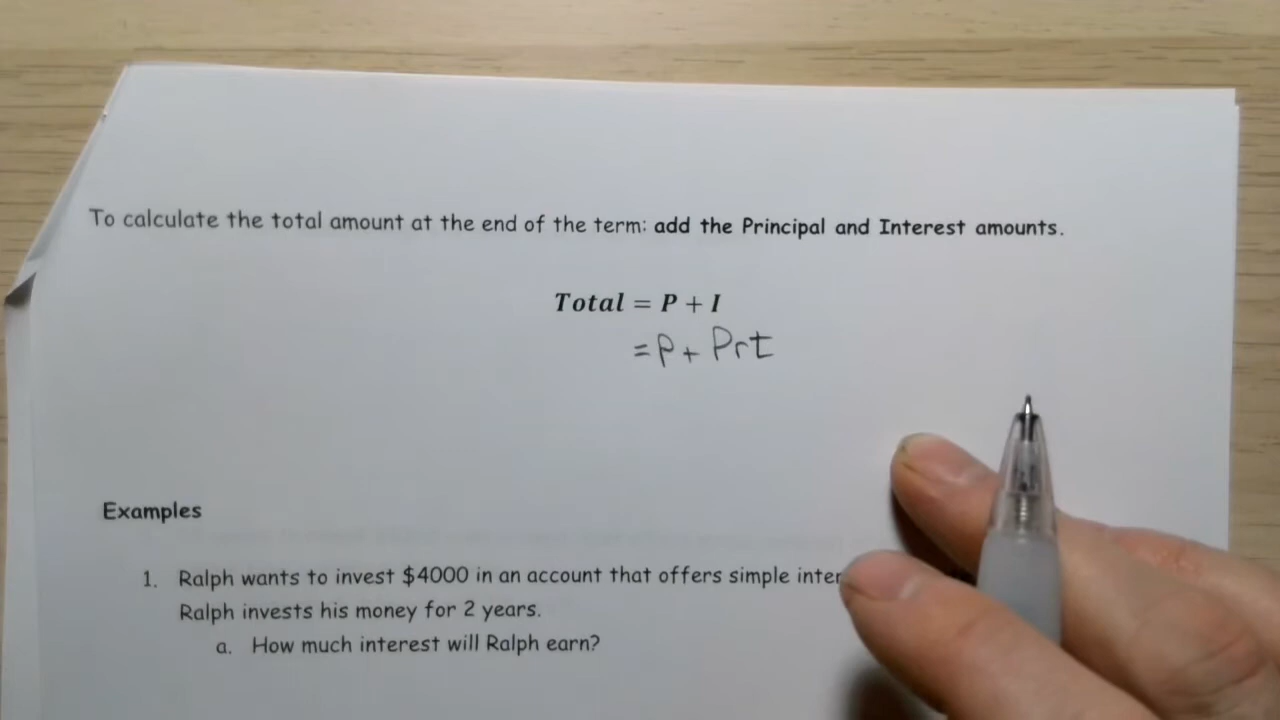 To calculate the total amount at the end of the term: add the Principal and Interest amounts.
Total = P + I
= P + Prt
Examples
1. Ralph wants to invest $4000 in an account that offers simple
Ralph invests his money for 2 years.
a. How much interest will Ralph earn?